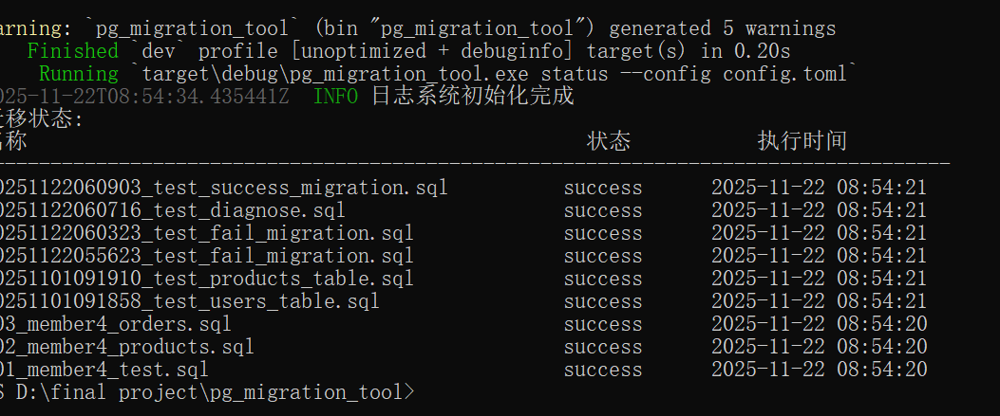 arning: `pg_migration_tool` (bin "pg_migration_tool") generated 5 warnings
Finished `dev` profile [unoptimized + debuginfo] target(s) in 0.20s
Running `target\debug\pg_migration_tool.exe status --config config.toml`
025-11-22T08:54:34.435441Z  INFO 日志系统初始化完成
迁移状态:
名称 状态 执行时间
--------------------------------------------------------------------------------
0251122060903_test_success_migration.sql success 2025-11-22 08:54:21
0251122060716_test_diagnose.sql success 2025-11-22 08:54:21
0251122060323_test_fail_migration.sql success 2025-11-22 08:54:21
0251122055623_test_fail_migration.sql success 2025-11-22 08:54:21
0251101091910_test_products_table.sql success 2025-11-22 08:54:21
0251101091858_test_users_table.sql success 2025-11-22 08:54:21
03_member4_orders.sql success 2025-11-22 08:54:20
02_member4_products.sql success 2025-11-22 08:54:20
01_member4_test.sql success 2025-11-22 08:54:20
S D:\final project\pg_migration_tool>